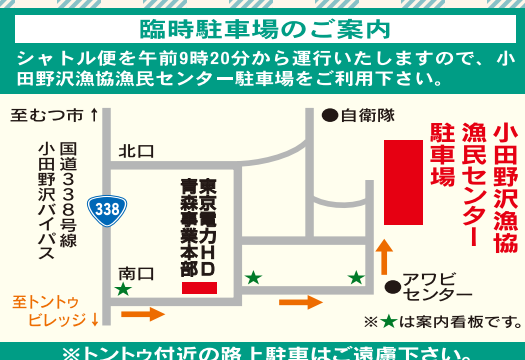 臨時駐車場のご案内
シャトル便を午前9時20分から運行いたしますので、小
田野沢漁協漁民センター駐車場をご利用下さい。
至むつ市↑
国道338号線
小田野沢バイパス
北口
338
東京電力HD
青森事業本部
南口
至トントゥ
ビレッジ↓
●自衛隊
小田野沢漁協
漁民センター
駐車場
●アワビ
センター
※★は案内看板です。
※トントゥ付近の路上駐車はご遠慮下さい。